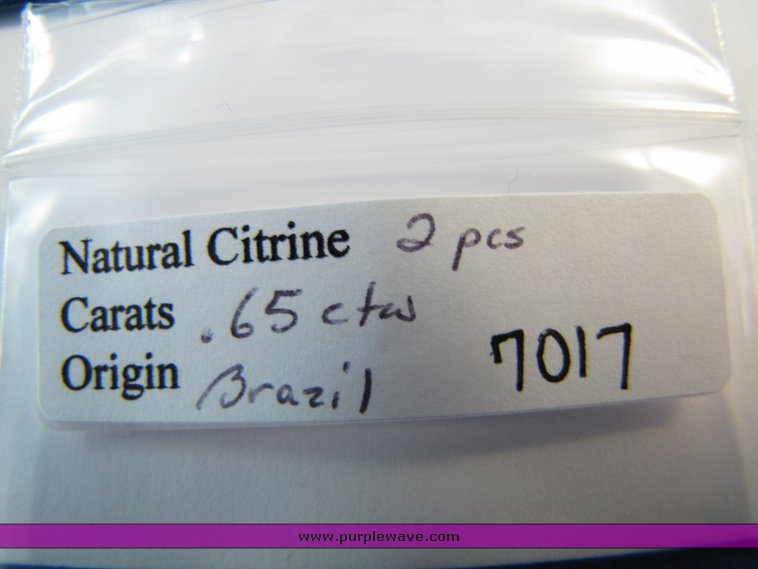 Natural Citrine 2 pcs
Carats .65 ctw
Origin Brazil 7017
www.purplewave.com